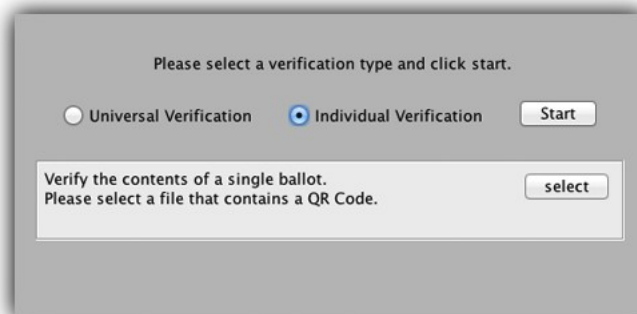 Please select a verification type and click start.
Universal Verification Individual Verification Start
Verify the contents of a single ballot.
Please select a file that contains a QR Code.
select